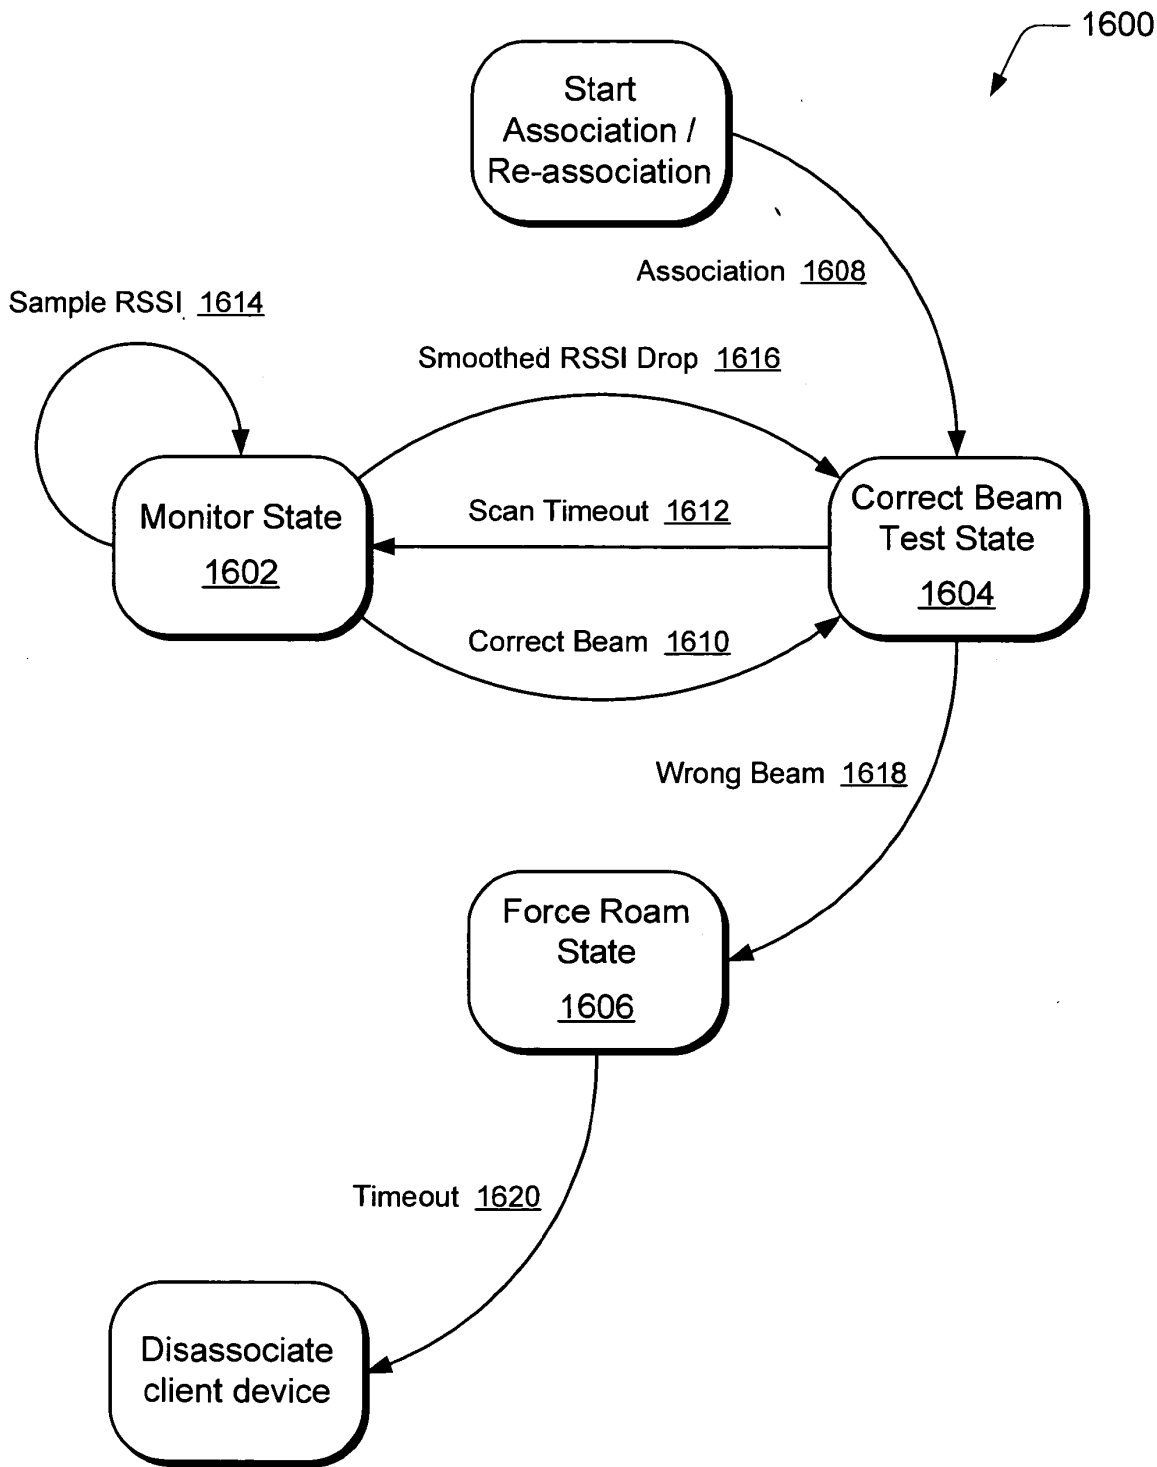 1600
Start
Association /
Re-association
Association 1608
Sample RSSI 1614
Smoothed RSSI Drop 1616
Monitor State
1602
Scan Timeout 1612
Correct Beam
Test State
1604
Correct Beam 1610
Wrong Beam 1618
Force Roam
State
1606
Timeout 1620
Disassociate
client device